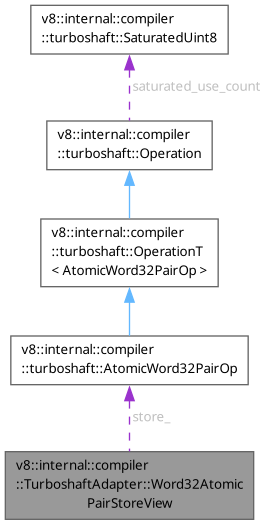 v8::internal::compiler
::turboshaft::SaturatedUint8
saturated_use_count
v8::internal::compiler
::turboshaft::Operation
v8::internal::compiler
::turboshaft::OperationT
< AtomicWord32PairOp >
v8::internal::compiler
::turboshaft::AtomicWord32PairOp
store_
v8::internal::compiler
::TurboshaftAdapter::Word32Atomic
PairStoreView